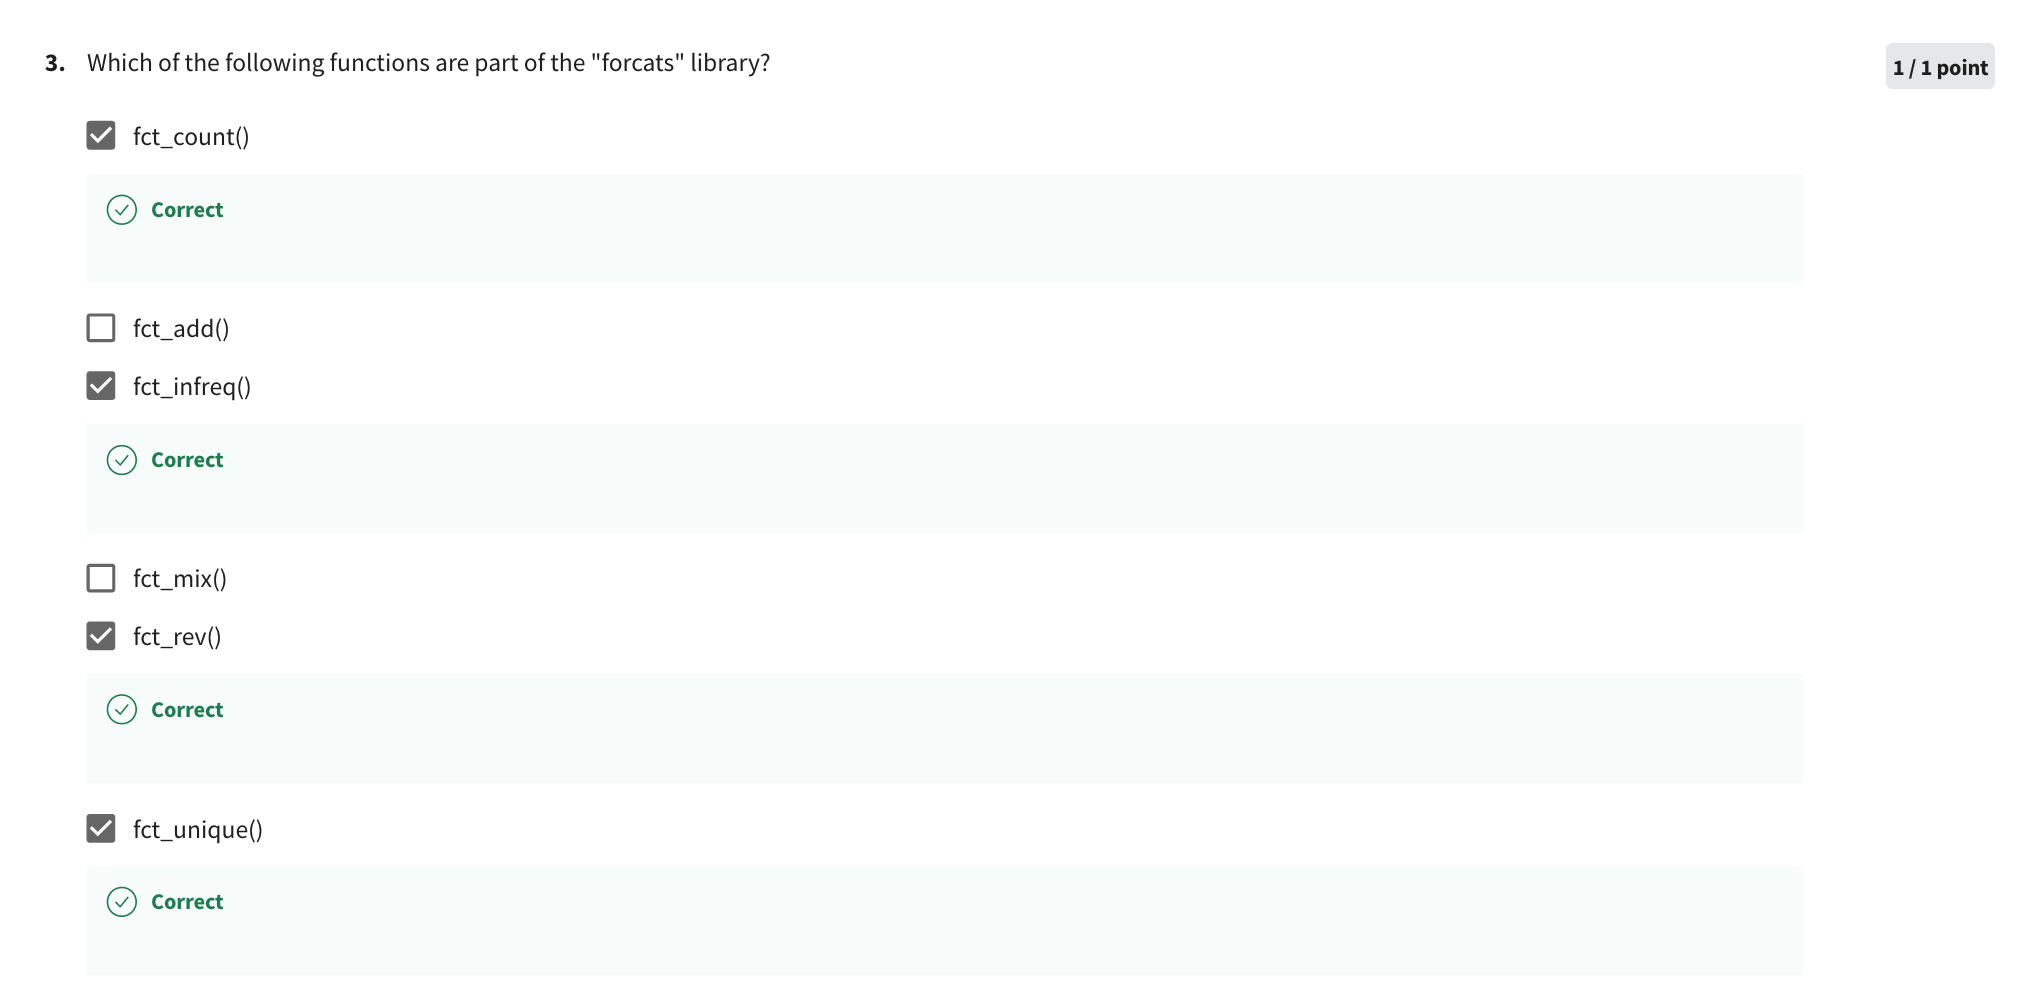 3. Which of the following functions are part of the "forcats" library?
1 / 1 point
fct_count()
Correct
fct_add()
fct_infreq()
Correct
fct_mix()
fct_rev()
Correct
fct_unique()
Correct